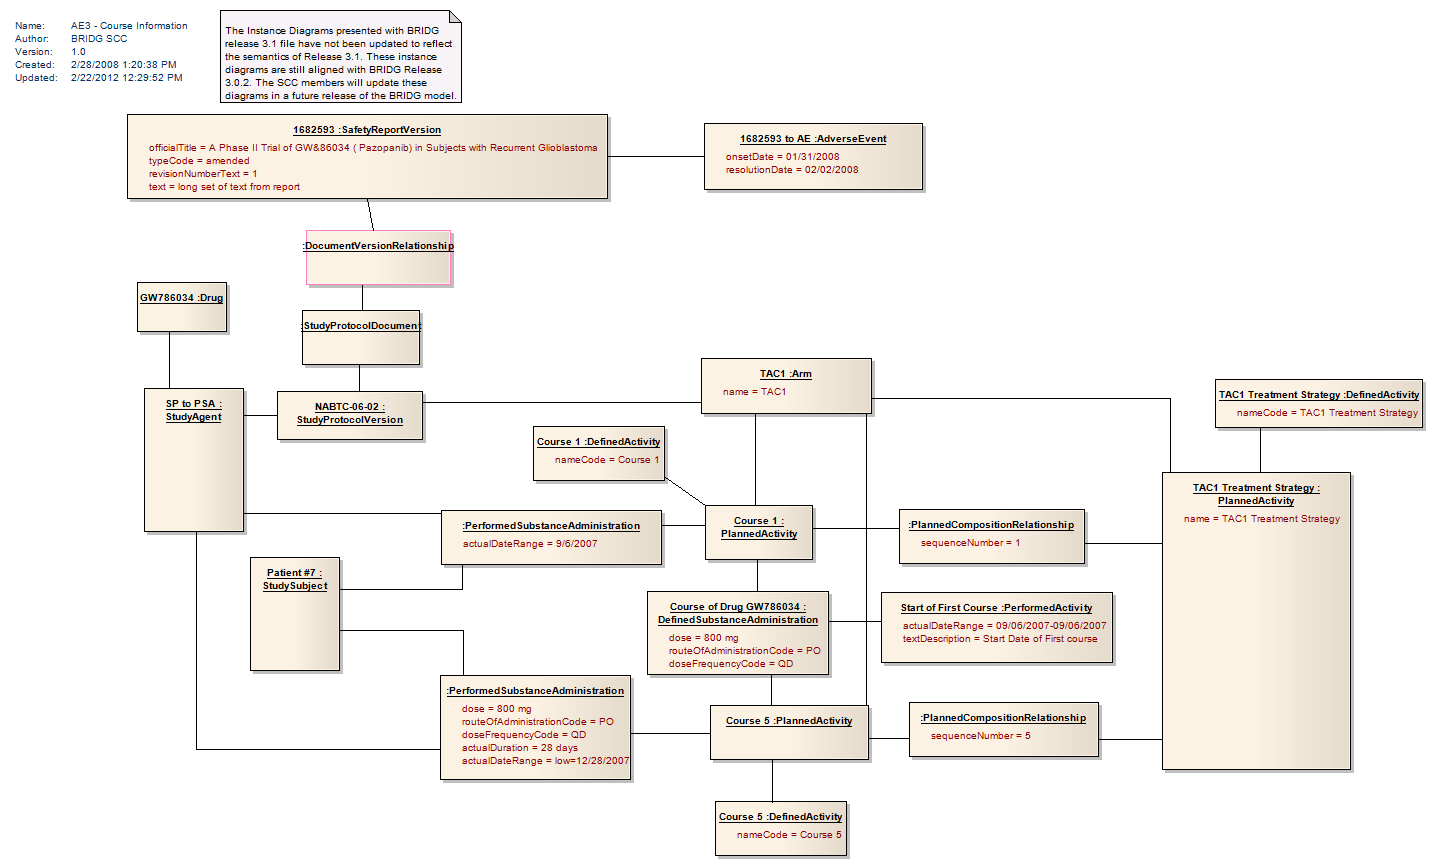 Name: AE3 - Course Information
Author: BRIDG SCC
Version: 1.0
Created: 2/28/2008 1:20:38 PM
Updated: 2/22/2012 12:29:52 PM
The Instance Diagrams presented with BRIDG
release 3.1 file have not been updated to reflect
the semantics of Release 3.1. These instance
diagrams are still aligned with BRIDG Release
3.0.2. The SCC members will update these
diagrams in a future release of the BRIDG model.
1682593 :SafetyReportVersion
officialTitle = A Phase II Trial of GW&86034 ( Pazopanib) in Subjects with Recurrent Glioblastoma
typeCode = amended
revisionNumberText = 1
text = long set of text from report
1682593 to AE :AdverseEvent
onsetDate = 01/31/2008
resolutionDate = 02/02/2008
:DocumentVersionRelationship
GW786034 :Drug
:StudyProtocolDocument
SP to PSA :
StudyAgent
NABTC-06-02 :
StudyProtocolVersion
TAC1 :Arm
name = TAC1
TAC1 Treatment Strategy :DefinedActivity
nameCode = TAC1 Treatment Strategy
Course 1 :DefinedActivity
nameCode = Course 1
TAC1 Treatment Strategy :
PlannedActivity
name = TAC1 Treatment Strategy
:PerformedSubstanceAdministration
actualDateRange = 9/6/2007
Course 1 :
PlannedActivity
:PlannedCompositionRelationship
sequenceNumber = 1
Patient #7 :
StudySubject
Course of Drug GW786034 :
DefinedSubstanceAdministration
dose = 800 mg
routeOfAdministrationCode = PO
doseFrequencyCode = QD
Start of First Course :PerformedActivity
actualDateRange = 09/06/2007-09/06/2007
textDescription = Start Date of First course
:PerformedSubstanceAdministration
dose = 800 mg
routeOfAdministrationCode = PO
doseFrequencyCode = QD
actualDuration = 28 days
actualDateRange = low=12/28/2007
Course 5 :PlannedActivity
:PlannedCompositionRelationship
sequenceNumber = 5
Course 5 :DefinedActivity
nameCode = Course 5